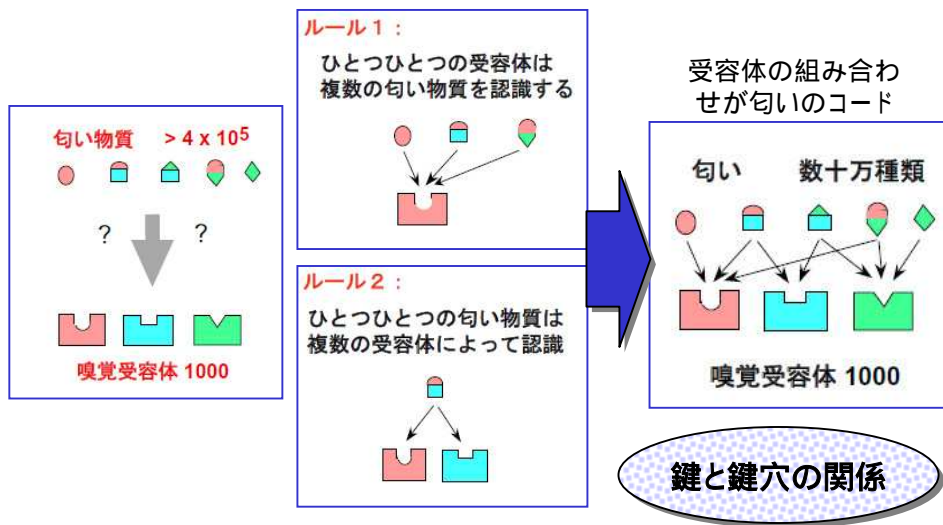 匂い物質 > 4 x 10⁵
? ?
嗅覚受容体 1000
ルール1:
ひとつひとつの受容体は
複数の匂い物質を認識する
ルール2:
ひとつひとつの匂い物質は
複数の受容体によって認識
受容体の組み合わ
せが匂いのコード
匂い 数十万種類
嗅覚受容体 1000
鍵と鍵穴の関係